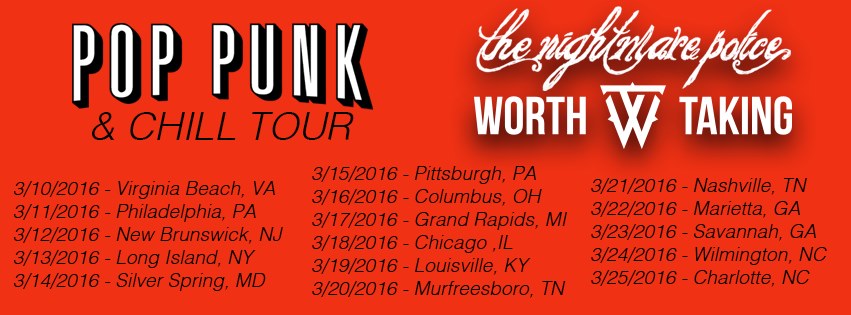 POP PUNK
& CHILL TOUR
the nightmare police
WORTH TW TAKING
3/10/2016 - Virginia Beach, VA
3/11/2016 - Philadelphia, PA
3/12/2016 - New Brunswick, NJ
3/13/2016 - Long Island, NY
3/14/2016 - Silver Spring, MD
3/15/2016 - Pittsburgh, PA
3/16/2016 - Columbus, OH
3/17/2016 - Grand Rapids, MI
3/18/2016 - Chicago ,IL
3/19/2016 - Louisville, KY
3/20/2016 - Murfreesboro, TN
3/21/2016 - Nashville, TN
3/22/2016 - Marietta, GA
3/23/2016 - Savannah, GA
3/24/2016 - Wilmington, NC
3/25/2016 - Charlotte, NC